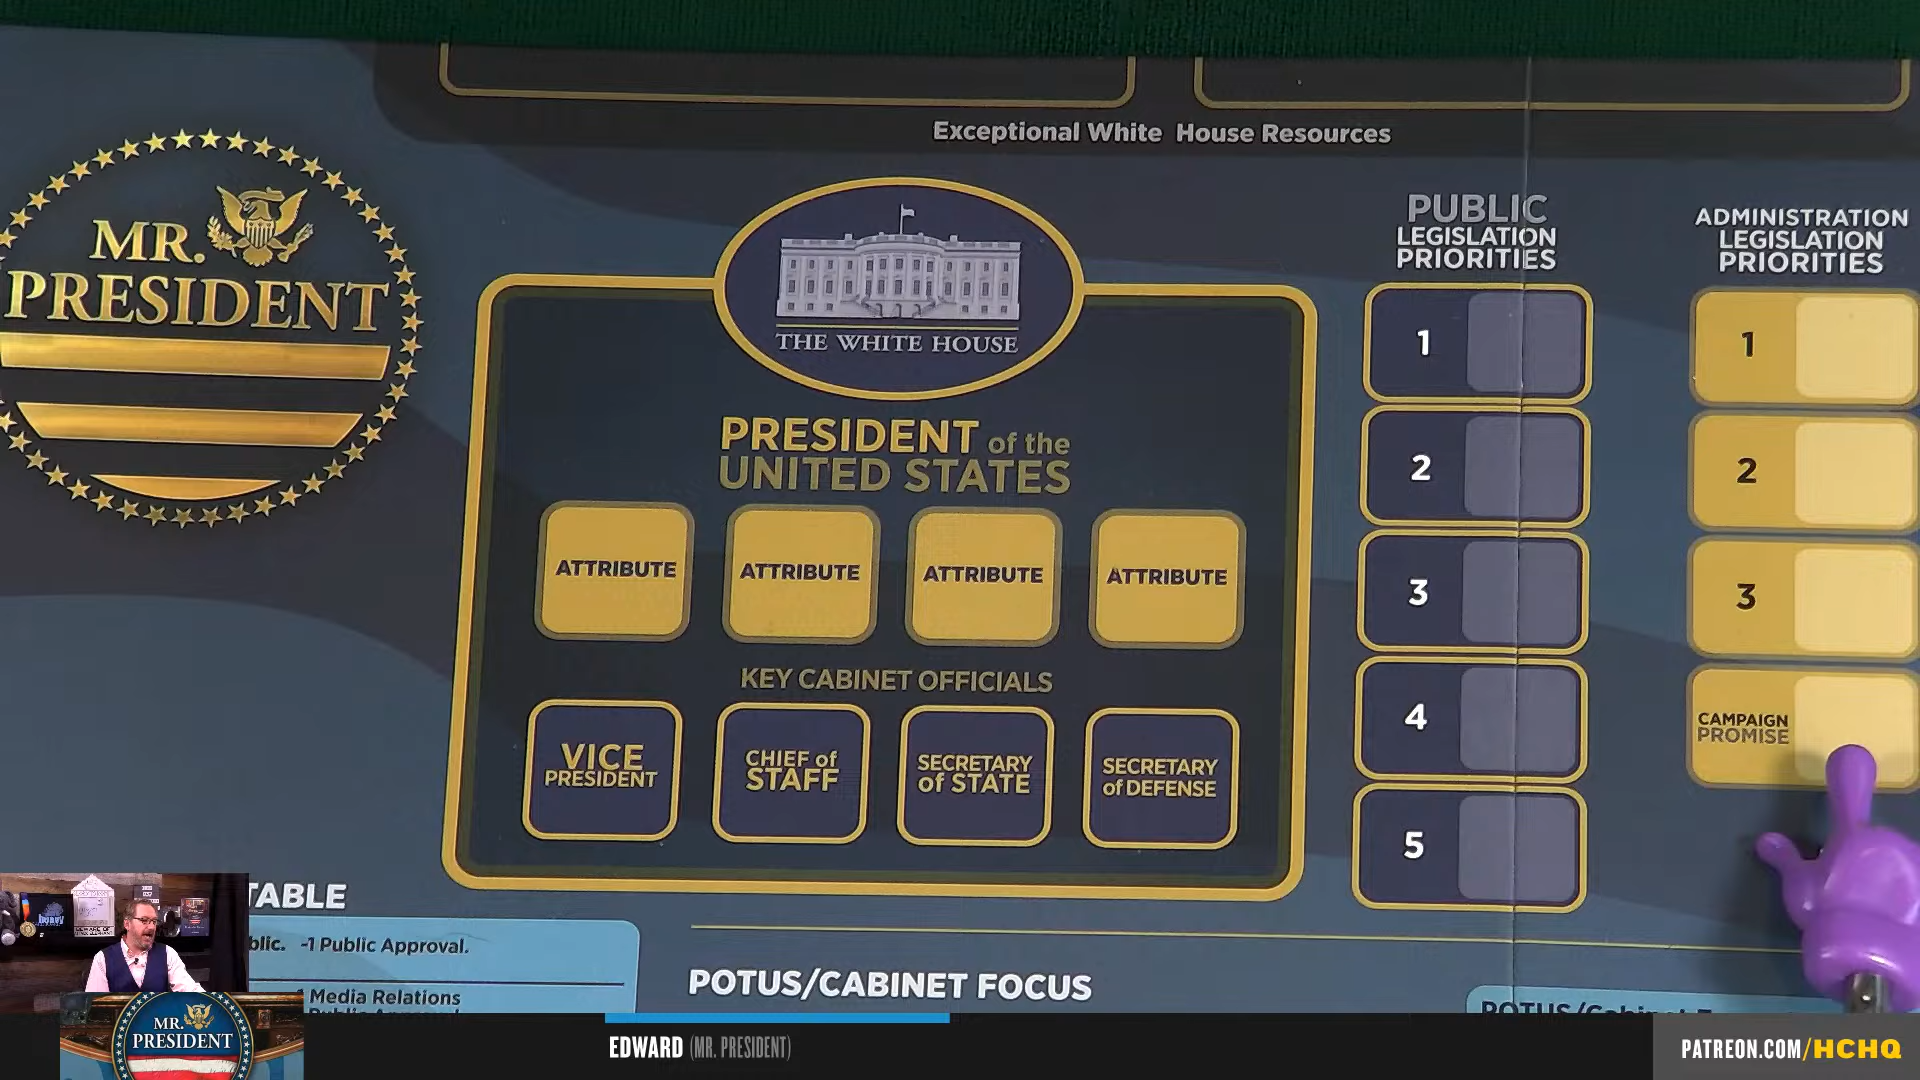 Exceptional White House Resources
MR.
PRESIDENT
THE WHITE HOUSE
PRESIDENT of the
UNITED STATES
ATTRIBUTE
ATTRIBUTE
ATTRIBUTE
ATTRIBUTE
KEY CABINET OFFICIALS
VICE
PRESIDENT
CHIEF of
STAFF
SECRETARY
of STATE
SECRETARY
of DEFENSE
PUBLIC
LEGISLATION
PRIORITIES
1
2
3
4
5
ADMINISTRATION
LEGISLATION
PRIORITIES
1
2
3
CAMPAIGN
PROMISE
TABLE
blic. -1 Public Approval.
1 Media Relations
POTUS/CABINET FOCUS
POTUS/Cabinet
MR.
PRESIDENT
EDWARD (MR. PRESIDENT)
PATREON.COM/HCHQ